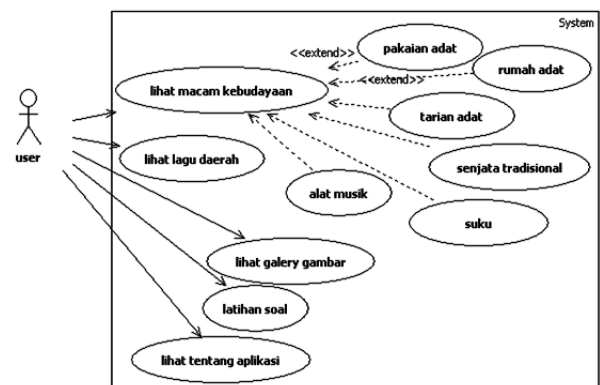 System
pakaian adat
<<extend>>
rumah adat
<<extend>>
lihat macam kebudayaan
tarian adat
user
lihat lagu daerah
senjata tradisional
alat musik
suku
lihat galery gambar
latihan soal
lihat tentang aplikasi